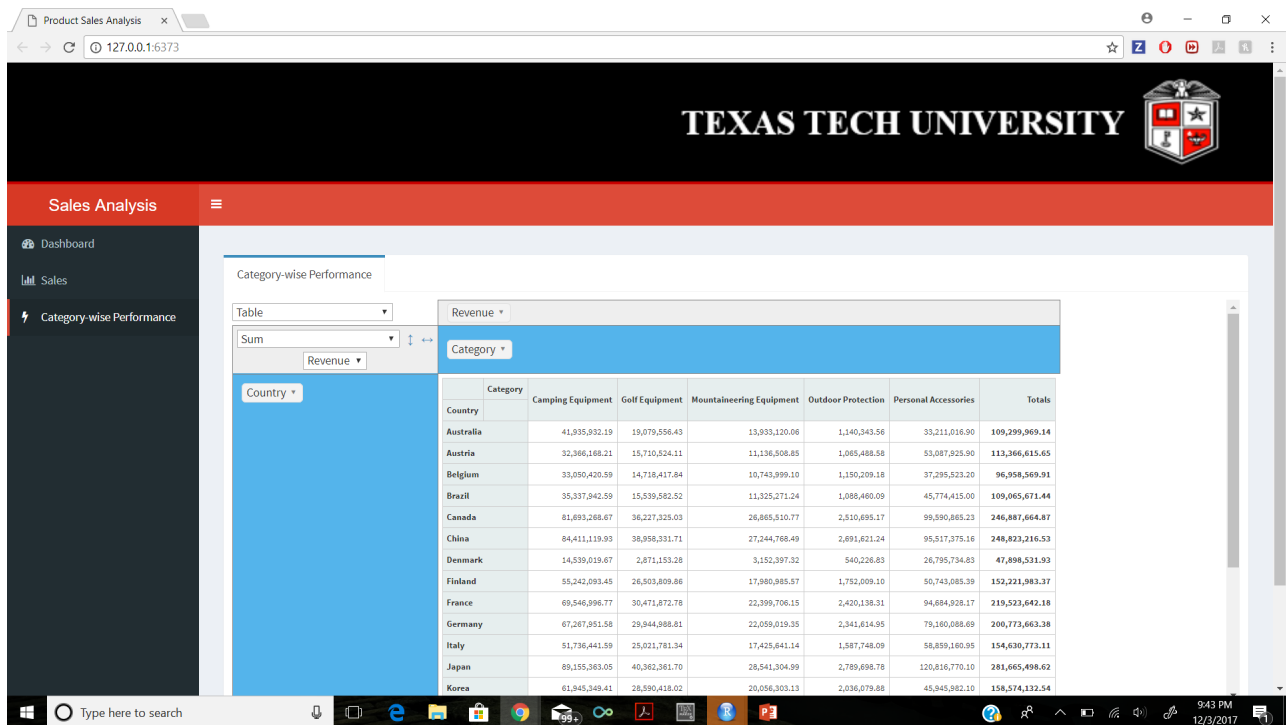 Product Sales Analysis
127.0.0.1:6373
TEXAS TECH UNIVERSITY
Sales Analysis
Dashboard
Sales
Category-wise Performance
Category-wise Performance
Table
Revenue
Sum
Revenue
Category
Country
Category Camping Equipment Golf Equipment Mountaineering Equipment Outdoor Protection Personal Accessories Totals
Country
Australia 41,935,932.19 19,079,556.43 13,933,120.06 1,140,343.56 33,211,016.90 109,299,969.14
Austria 32,366,168.21 15,710,524.11 11,136,508.85 1,065,488.58 53,087,925.90 113,366,615.65
Belgium 33,050,420.59 14,718,417.84 10,743,999.10 1,150,209.18 37,295,523.20 96,958,569.91
Brazil 35,337,942.59 15,539,582.52 11,325,271.24 1,088,460.09 45,774,415.00 109,065,671.44
Canada 81,693,268.67 36,227,325.03 26,865,510.77 2,510,695.17 99,590,865.23 246,887,664.87
China 84,411,119.93 38,958,331.71 27,244,768.49 2,691,621.24 95,517,375.16 248,823,216.53
Denmark 14,539,019.67 2,871,153.28 3,152,397.32 540,226.83 26,795,734.83 47,898,531.93
Finland 55,242,093.45 26,503,809.86 17,980,985.57 1,752,009.10 50,743,085.39 152,221,983.37
France 69,546,996.77 30,471,872.78 22,399,706.15 2,420,138.31 94,684,928.17 219,523,642.18
Germany 67,267,951.58 29,944,988.81 22,059,019.35 2,341,614.95 79,160,088.69 200,773,663.38
Italy 51,736,441.59 25,021,781.34 17,425,641.14 1,587,748.09 58,859,160.95 154,630,773.11
Japan 89,155,363.05 40,362,361.70 28,541,304.99 2,789,698.78 120,816,770.10 281,665,498.62
Korea 61,945,349.41 28,590,418.02 20,056,303.13 2,036,079.88 45,945,982.10 158,574,132.54
Type here to search
99+
9:43 PM
12/3/2017